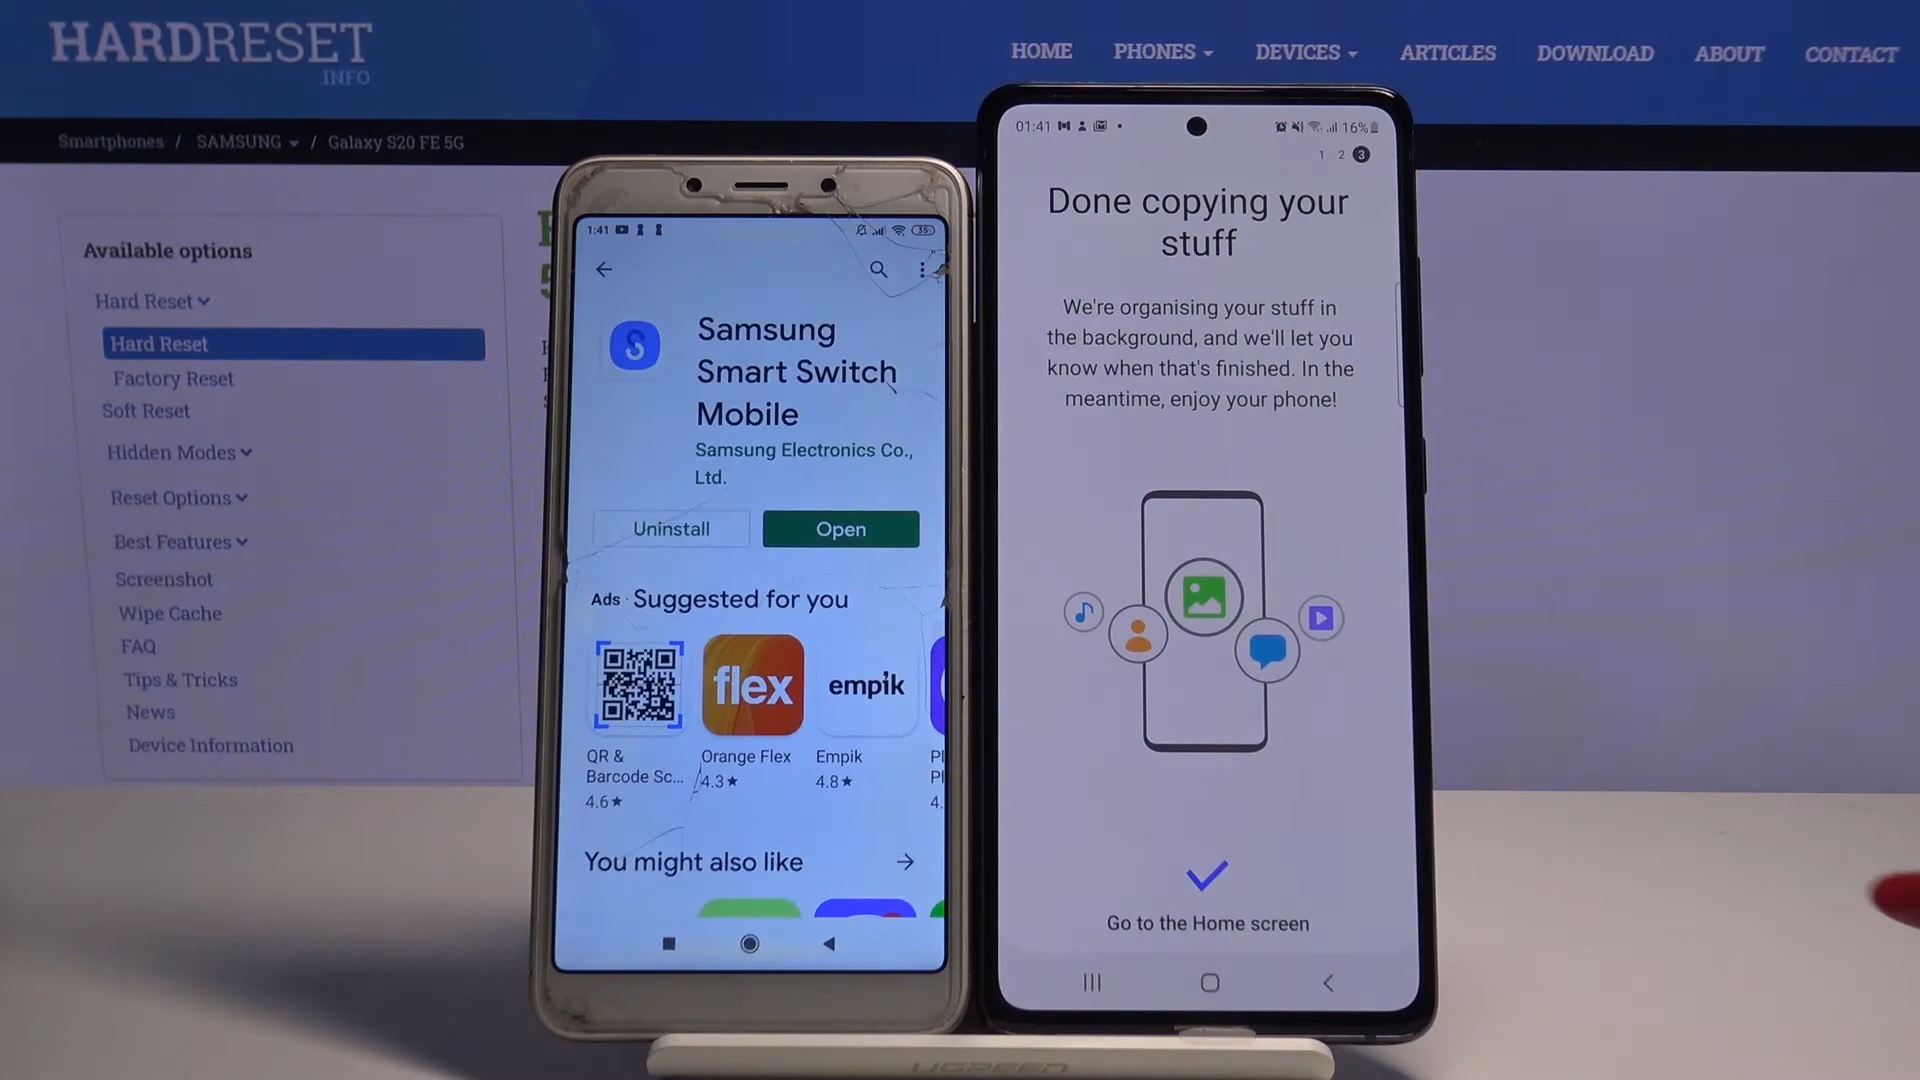 HARDRESET
.INFO
HOME PHONES DEVICES ARTICLES DOWNLOAD ABOUT CONTACT
Smartphones / SAMSUNG / Galaxy S20 FE 5G
Available options
Hard Reset
Hard Reset
Factory Reset
Soft Reset
Hidden Modes
Reset Options
Best Features
Screenshot
Wipe Cache
FAQ
Tips & Tricks
News
Device Information
1:41 35
Samsung
Smart Switch
Mobile
Samsung Electronics Co.,
Ltd.
Uninstall Open
Ads · Suggested for you
flex empik
QR &
Barcode Sc...
4.6★
Orange Flex
4.3★
Empik
4.8★
You might also like
01:41 16%
1 2 3
Done copying your
stuff
We're organising your stuff in
the background, and we'll let you
know when that's finished. In the
meantime, enjoy your phone!
Go to the Home screen
UGREEN